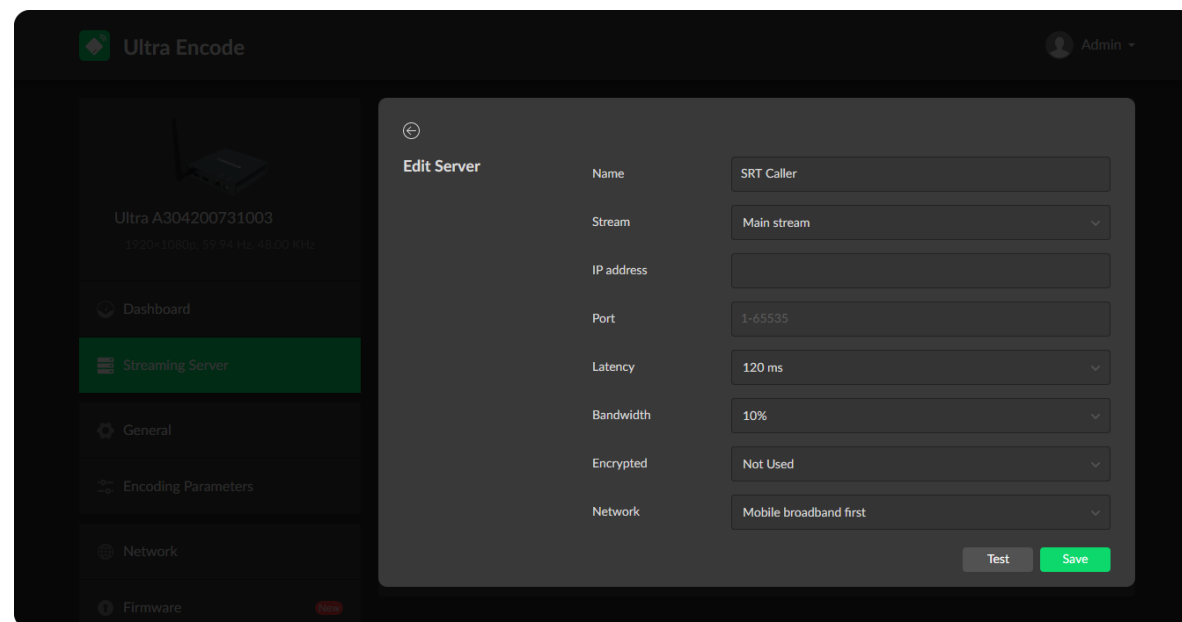 Ultra Encode
Admin
Ultra A304200731003
1920×1080p, 59.94 Hz, 48.00 KHz
Dashboard
Streaming Server
General
Encoding Parameters
Network
Firmware
New
Edit Server
Name
SRT Caller
Stream
Main stream
IP address
Port
1-65535
Latency
120 ms
Bandwidth
10%
Encrypted
Not Used
Network
Mobile broadband first
Test
Save